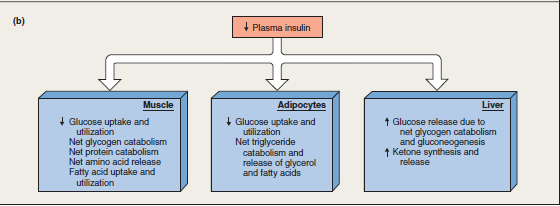 (b)
↓ Plasma insulin
Muscle
↓ Glucose uptake and
utilization
Net glycogen catabolism
Net protein catabolism
Net amino acid release
Fatty acid uptake and
utilization
Adipocytes
↓ Glucose uptake and
utilization
Net triglyceride
catabolism and
release of glycerol
and fatty acids
Liver
↑ Glucose release due to
net glycogen catabolism
and gluconeogenesis
↑ Ketone synthesis and
release